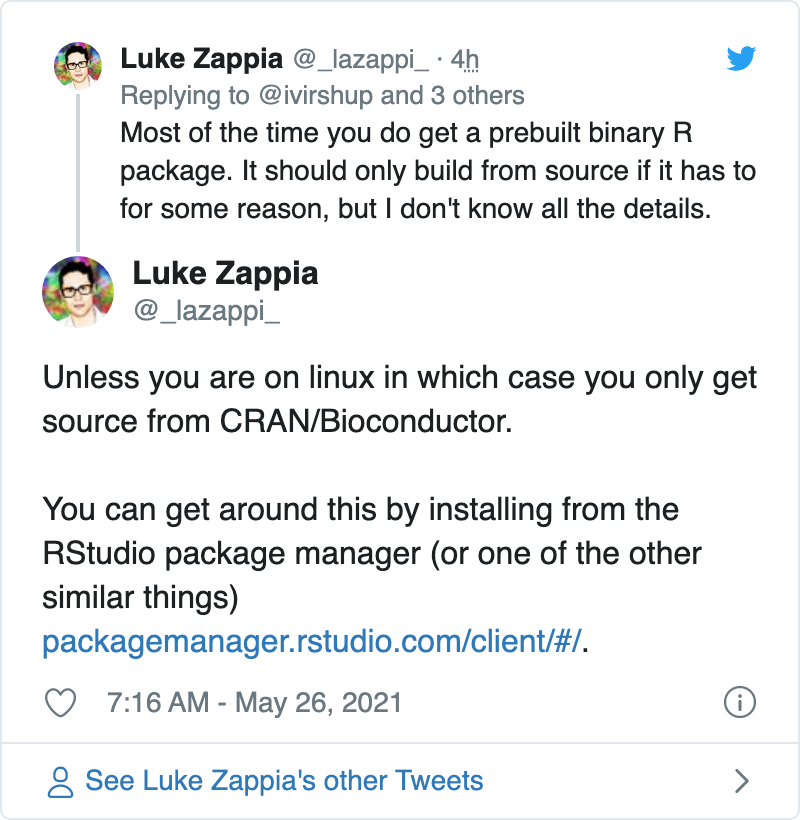 Luke Zappia @_lazappi_ · 4h
Replying to @ivirshup and 3 others
Most of the time you do get a prebuilt binary R
package. It should only build from source if it has to
for some reason, but I don't know all the details.
Luke Zappia
@_lazappi_
Unless you are on linux in which case you only get
source from CRAN/Bioconductor.
You can get around this by installing from the
RStudio package manager (or one of the other
similar things)
packagemanager.rstudio.com/client/#/.
7:16 AM - May 26, 2021
See Luke Zappia's other Tweets